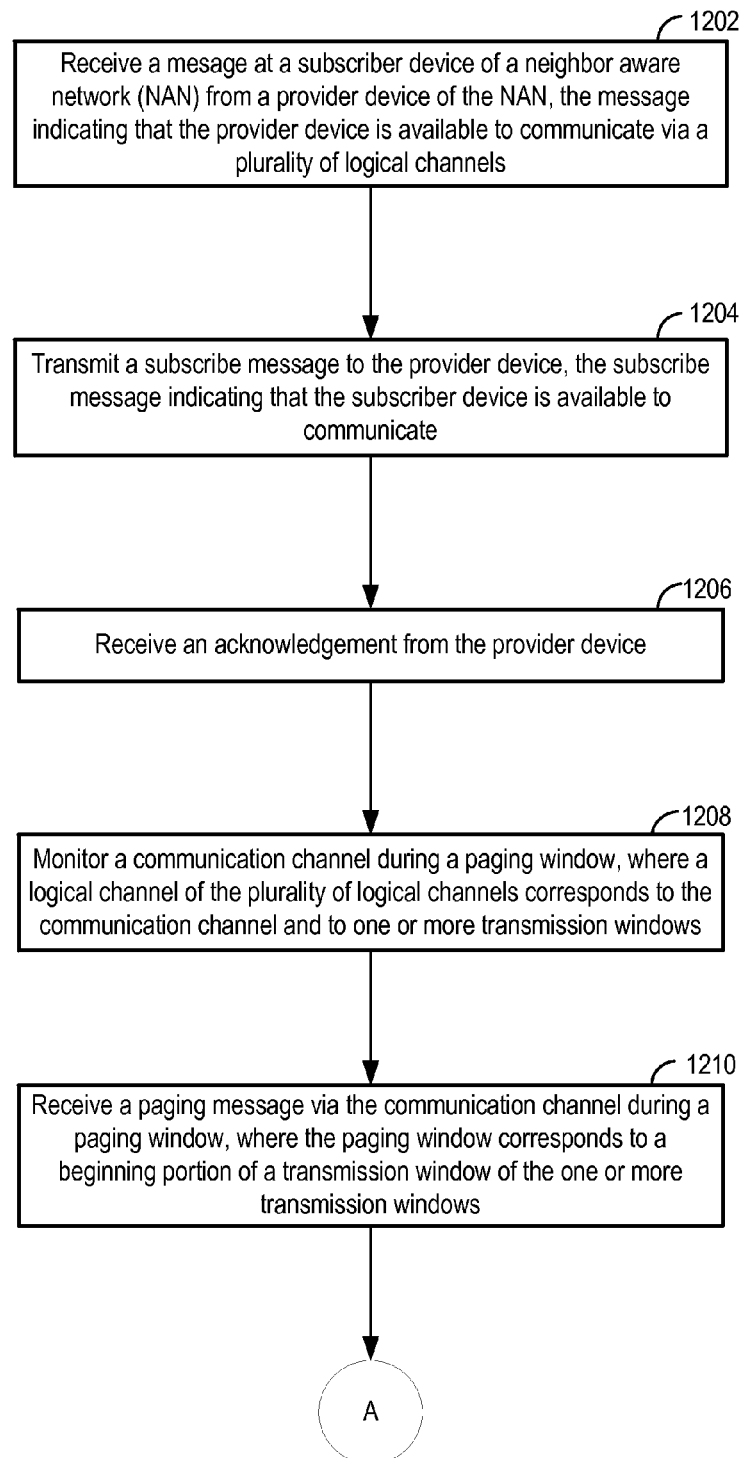 1202
Receive a mesage at a subscriber device of a neighbor aware
network (NAN) from a provider device of the NAN, the message
indicating that the provider device is available to communicate via a
plurality of logical channels
1204
Transmit a subscribe message to the provider device, the subscribe
message indicating that the subscriber device is available to
communicate
1206
Receive an acknowledgement from the provider device
1208
Monitor a communication channel during a paging window, where a
logical channel of the plurality of logical channels corresponds to the
communication channel and to one or more transmission windows
1210
Receive a paging message via the communication channel during a
paging window, where the paging window corresponds to a
beginning portion of a transmission window of the one or more
transmission windows
A